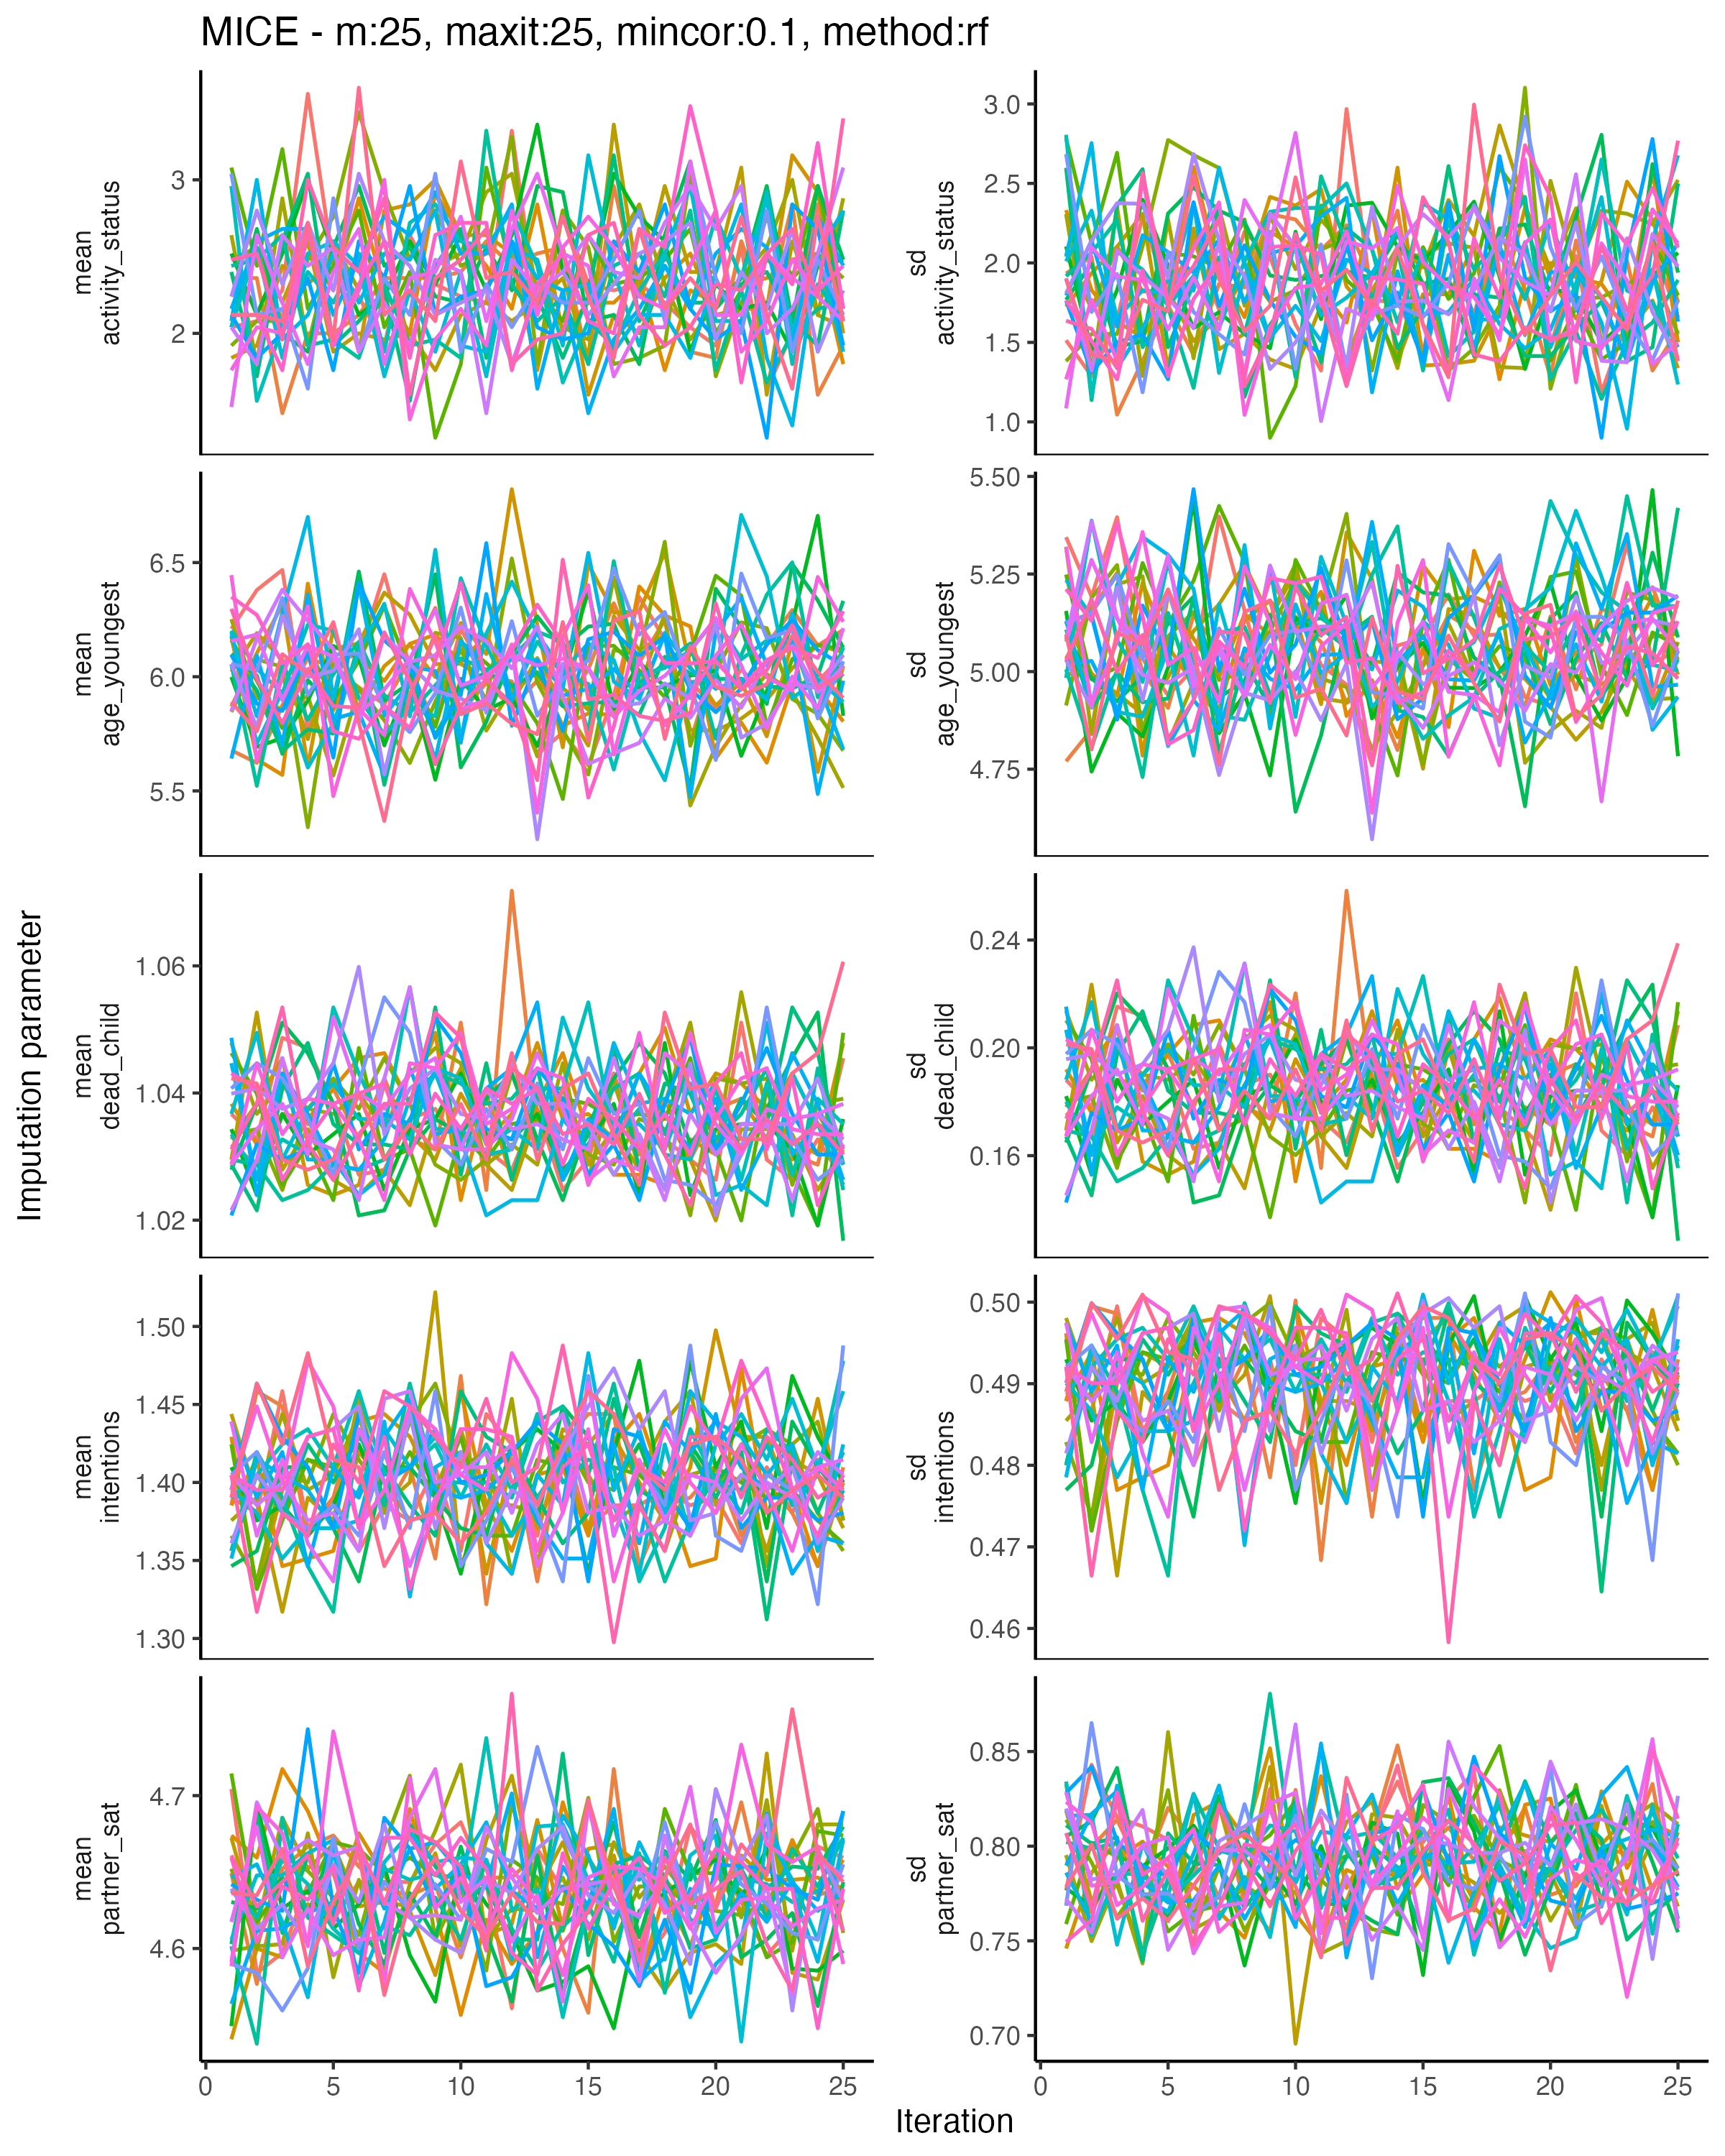 MICE - m:25, maxit:25, mincor:0.1, method:rf
Imputation parameter
mean
activity_status
3
2
sd
activity_status
3.0
2.5
2.0
1.5
1.0
mean
age_youngest
6.5
6.0
5.5
sd
age_youngest
5.50
5.25
5.00
4.75
mean
dead_child
1.06
1.04
1.02
sd
dead_child
0.24
0.20
0.16
mean
intentions
1.50
1.45
1.40
1.35
1.30
sd
intentions
0.50
0.49
0.48
0.47
0.46
mean
partner_sat
4.7
4.6
sd
partner_sat
0.85
0.80
0.75
0.70
0 5 10 15 20 25
0 5 10 15 20 25
Iteration